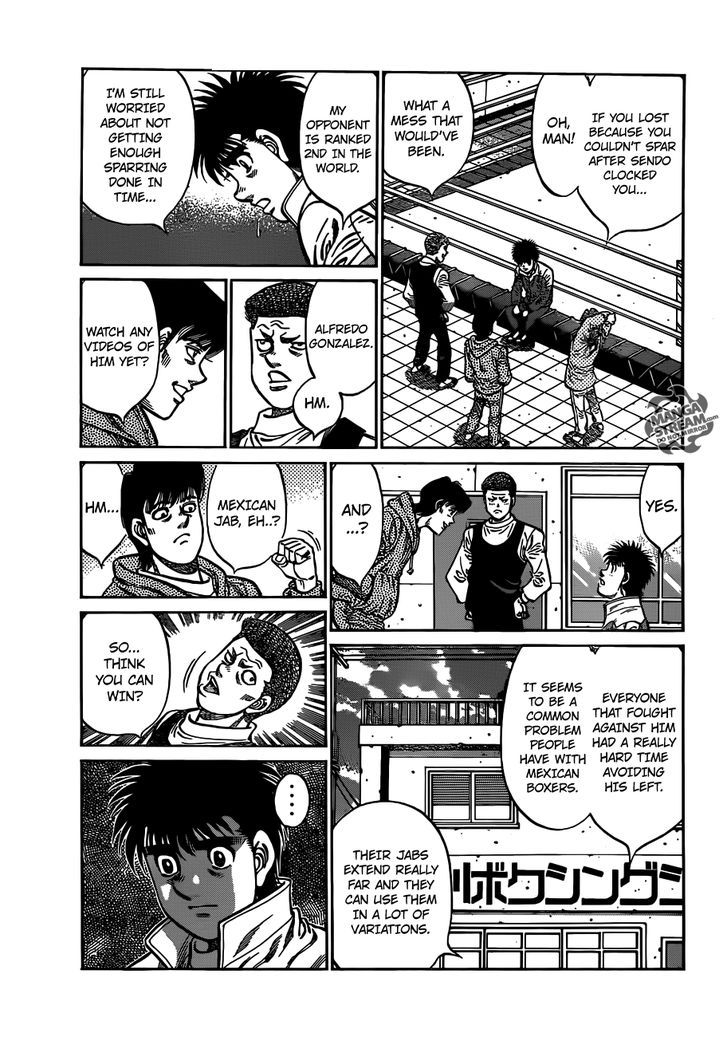 IF YOU LOST
BECAUSE YOU
COULDN'T SPAR
AFTER SENDO
CLOCKED
YOU...
OH,
MAN!
WHAT A
MESS THAT
WOULD'VE
BEEN.
MY
OPPONENT
IS RANKED
2ND IN THE
WORLD.
I'M STILL
WORRIED
ABOUT NOT
GETTING
ENOUGH
SPARRING
DONE IN
TIME...
ALFREDO
GONZALEZ.
HM.
WATCH ANY
VIDEOS OF
HIM YET?
MANGA
STREAM.com
YES.
AND
...?
MEXICAN
JAB, EH..?
HM...
EVERYONE
THAT FOUGHT
AGAINST HIM
HAD A REALLY
HARD TIME
AVOIDING
HIS LEFT.
IT SEEMS
TO BE A
COMMON
PROBLEM
PEOPLE
HAVE WITH
MEXICAN
BOXERS.
THEIR JABS
EXTEND REALLY
FAR AND THEY
CAN USE THEM
IN A LOT OF
VARIATIONS.
ボクシングジ
SO...
THINK
YOU CAN
WIN?
...